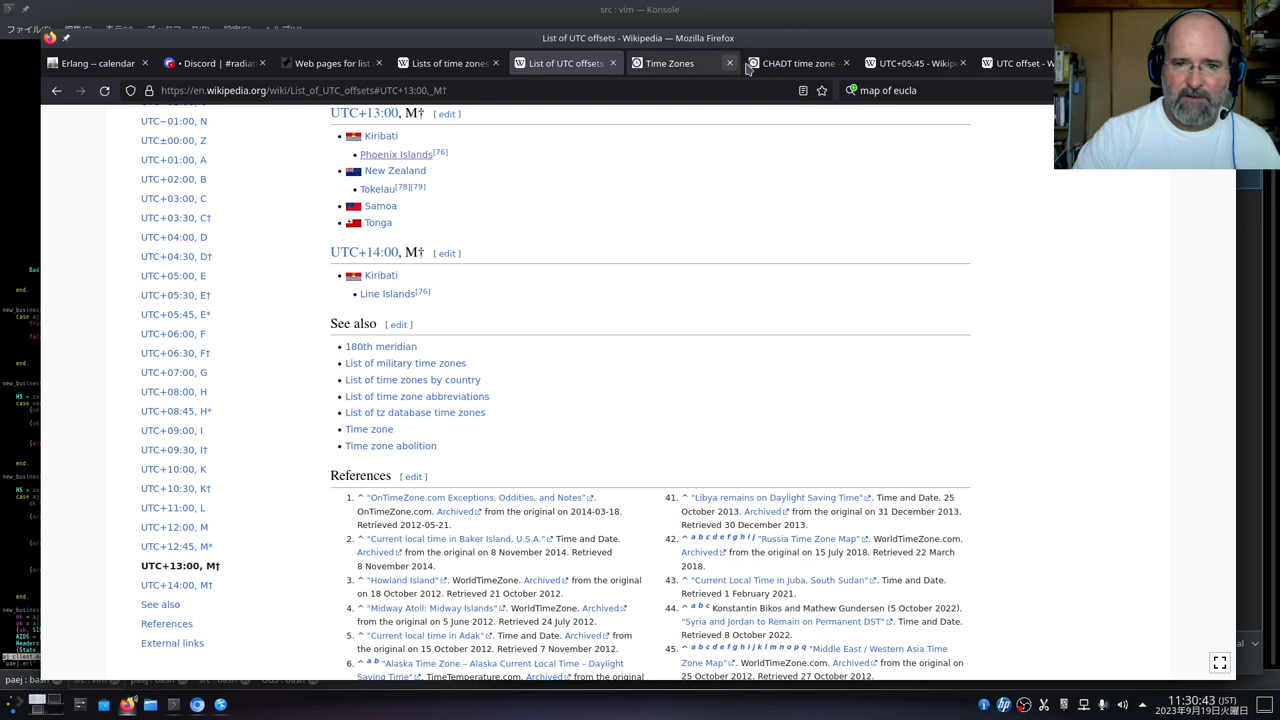 src : vim — Konsole
List of UTC offsets - Wikipedia — Mozilla Firefox
Erlang -- calendar
• Discord | #radiat
Web pages for list
Lists of time zones
List of UTC offsets
Time Zones
CHADT time zone
UTC+05:45 - Wikip
UTC offset - W
https://en.wikipedia.org/wiki/List_of_UTC_offsets#UTC+13:00,_M†
map of eucla
UTC−01:00, N
UTC±00:00, Z
UTC+01:00, A
UTC+02:00, B
UTC+03:00, C
UTC+03:30, C†
UTC+04:00, D
UTC+04:30, D†
UTC+05:00, E
UTC+05:30, E†
UTC+05:45, E*
UTC+06:00, F
UTC+06:30, F†
UTC+07:00, G
UTC+08:00, H
UTC+08:45, H*
UTC+09:00, I
UTC+09:30, I†
UTC+10:00, K
UTC+10:30, K†
UTC+11:00, L
UTC+12:00, M
UTC+12:45, M*
UTC+13:00, M†
UTC+14:00, M†
See also
References
External links
UTC+13:00, M† [ edit ]
Kiribati
Phoenix Islands[76]
New Zealand
Tokelau[78][79]
Samoa
Tonga
UTC+14:00, M† [ edit ]
Kiribati
Line Islands[76]
See also [ edit ]
180th meridian
List of military time zones
List of time zones by country
List of time zone abbreviations
List of tz database time zones
Time zone
Time zone abolition
References [ edit ]
1. ^ "OnTimeZone.com Exceptions, Oddities, and Notes".
OnTimeZone.com. Archived from the original on 2014-03-18.
Retrieved 2012-05-21.
2. ^ "Current local time in Baker Island, U.S.A." Time and Date.
Archived from the original on 8 November 2014. Retrieved
8 November 2014.
3. ^ "Howland Island". WorldTimeZone. Archived from the original
on 18 October 2012. Retrieved 21 October 2012.
4. ^ "Midway Atoll: Midway Islands". WorldTimeZone. Archived
from the original on 5 June 2012. Retrieved 24 July 2012.
5. ^ "Current local time in Adak". Time and Date. Archived from
the original on 15 October 2012. Retrieved 7 November 2012.
6. ^ a b "Alaska Time Zone – Alaska Current Local Time – Daylight
Saving Time". TimeTemperature.com. Archived from the original
41. ^ "Libya remains on Daylight Saving Time". Time and Date. 25
October 2013. Archived from the original on 31 December 2013.
Retrieved 30 December 2013.
42. ^ a b c d e f g h i j "Russia Time Zone Map". WorldTimeZone.com.
Archived from the original on 15 July 2018. Retrieved 22 March
2018.
43. ^ "Current Local Time in Juba, South Sudan". Time and Date.
Retrieved 1 February 2021.
44. ^ a b c Konstantin Bikos and Mathew Gundersen (5 October 2022).
"Syria and Jordan to Remain on Permanent DST". Time and Date.
Retrieved 8 October 2022.
45. ^ a b c d e f g h i j k l m n o p q "Middle East / Western Asia Time
Zone Map". WorldTimeZone.com. Archived from the original on
25 October 2012. Retrieved 27 October 2012.
11:30:43 (JST)
2023年9月19日火曜日